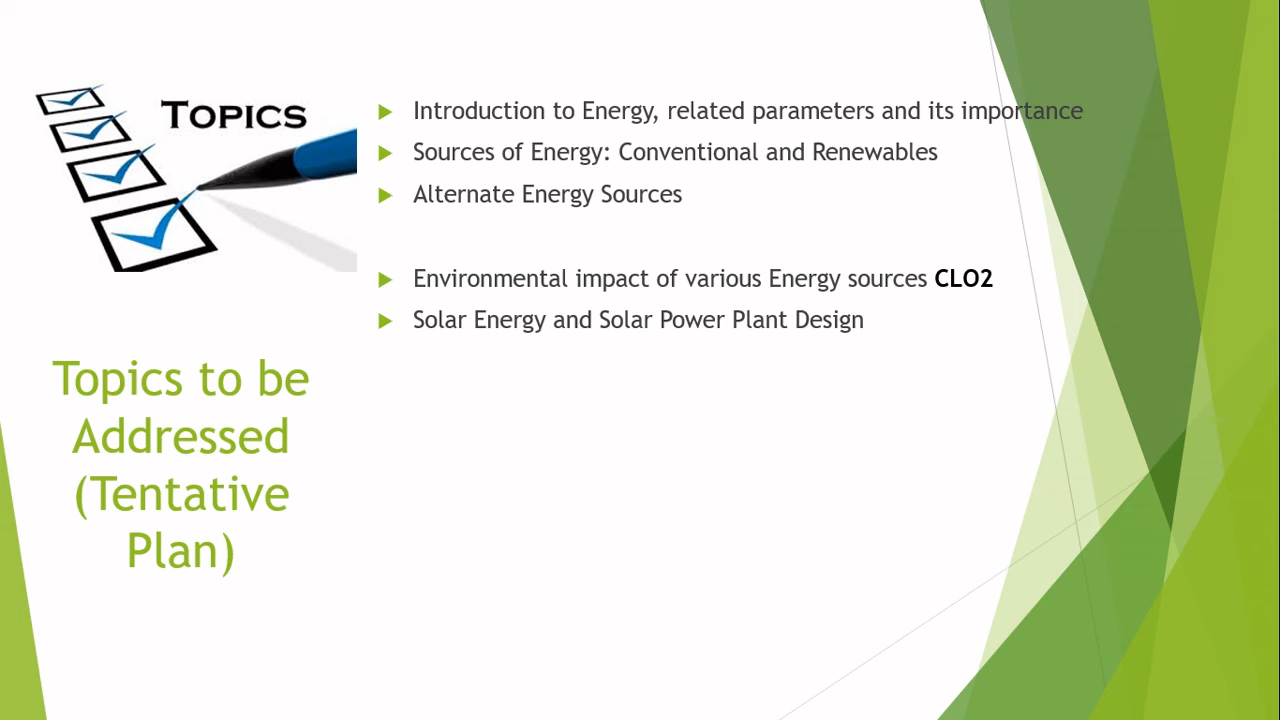 TOPICS
Introduction to Energy, related parameters and its importance
Sources of Energy: Conventional and Renewables
Alternate Energy Sources
Environmental impact of various Energy sources CLO2
Solar Energy and Solar Power Plant Design
Topics to be
Addressed
(Tentative
Plan)